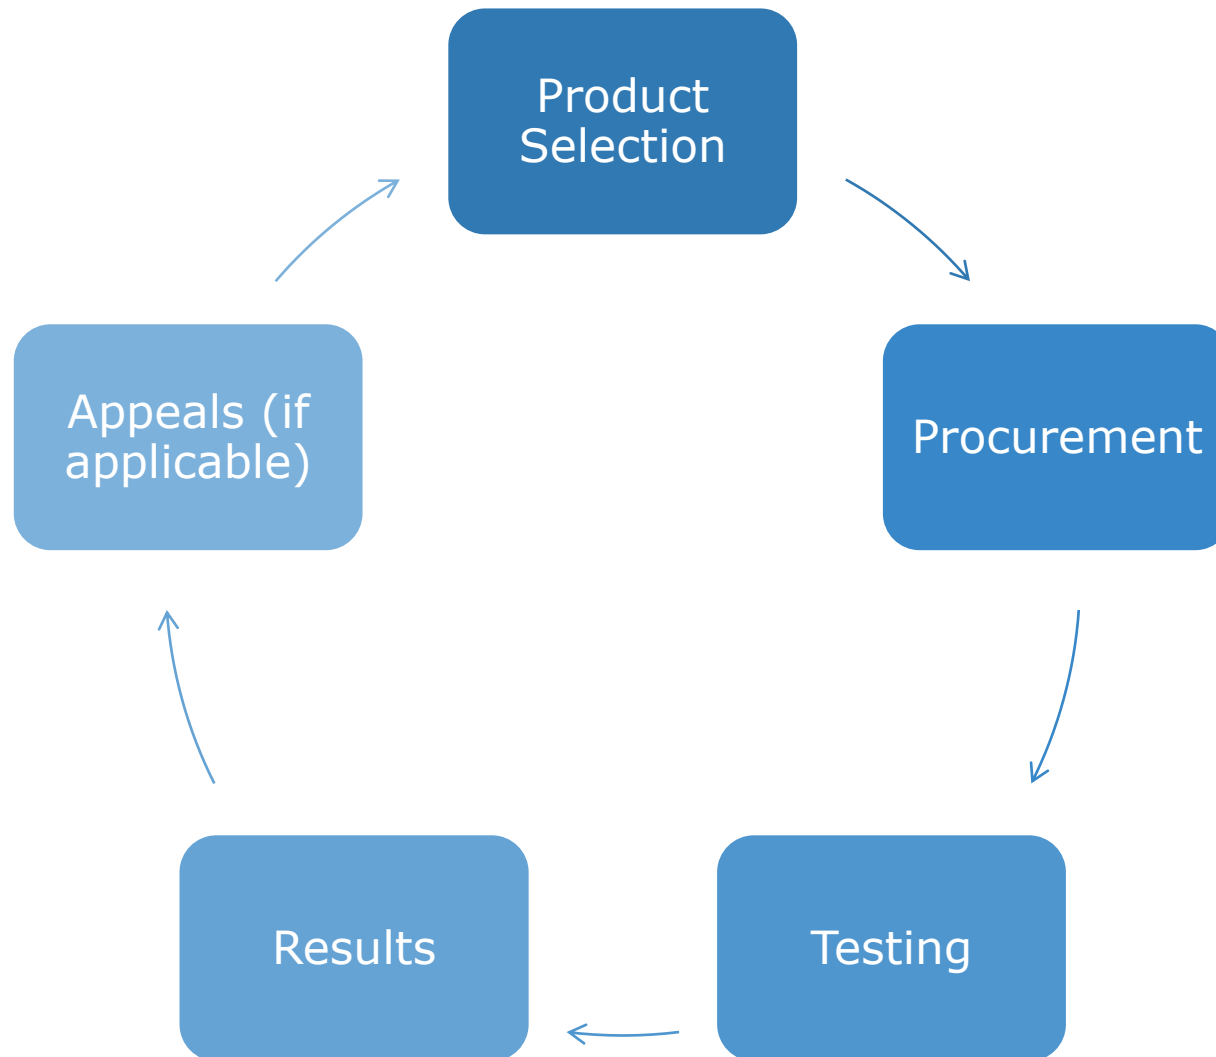 Product
Selection
Procurement
Testing
Results
Appeals (if
applicable)